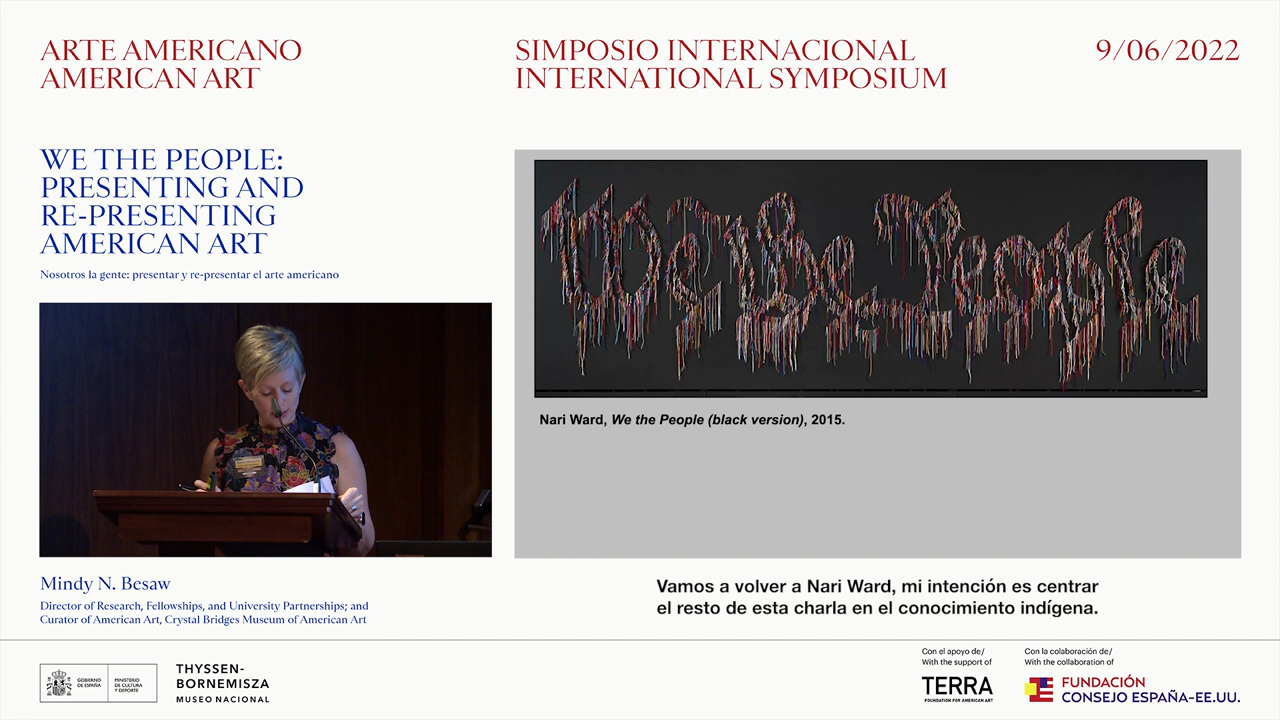 ARTE AMERICANO
AMERICAN ART
SIMPOSIO INTERNACIONAL
INTERNATIONAL SYMPOSIUM
9/06/2022
WE THE PEOPLE:
PRESENTING AND
RE-PRESENTING
AMERICAN ART
Nosotros la gente: presentar y re-presentar el arte americano
We the People
Nari Ward, We the People (black version), 2015.
Mindy N. Besaw
Director of Research, Fellowships, and University Partnerships; and
Curator of American Art, Crystal Bridges Museum of American Art
Vamos a volver a Nari Ward, mi intención es centrar
el resto de esta charla en el conocimiento indígena.
GOBIERNO
DE ESPAÑA
MINISTERIO
DE CULTURA
Y DEPORTE
THYSSEN-
BORNEMISZA
MUSEO NACIONAL
Con el apoyo de/
With the support of
TERRA
FOUNDATION FOR AMERICAN ART
Con la colaboración de/
With the collaboration of
FUNDACIÓN
CONSEJO ESPAÑA-EE.UU.